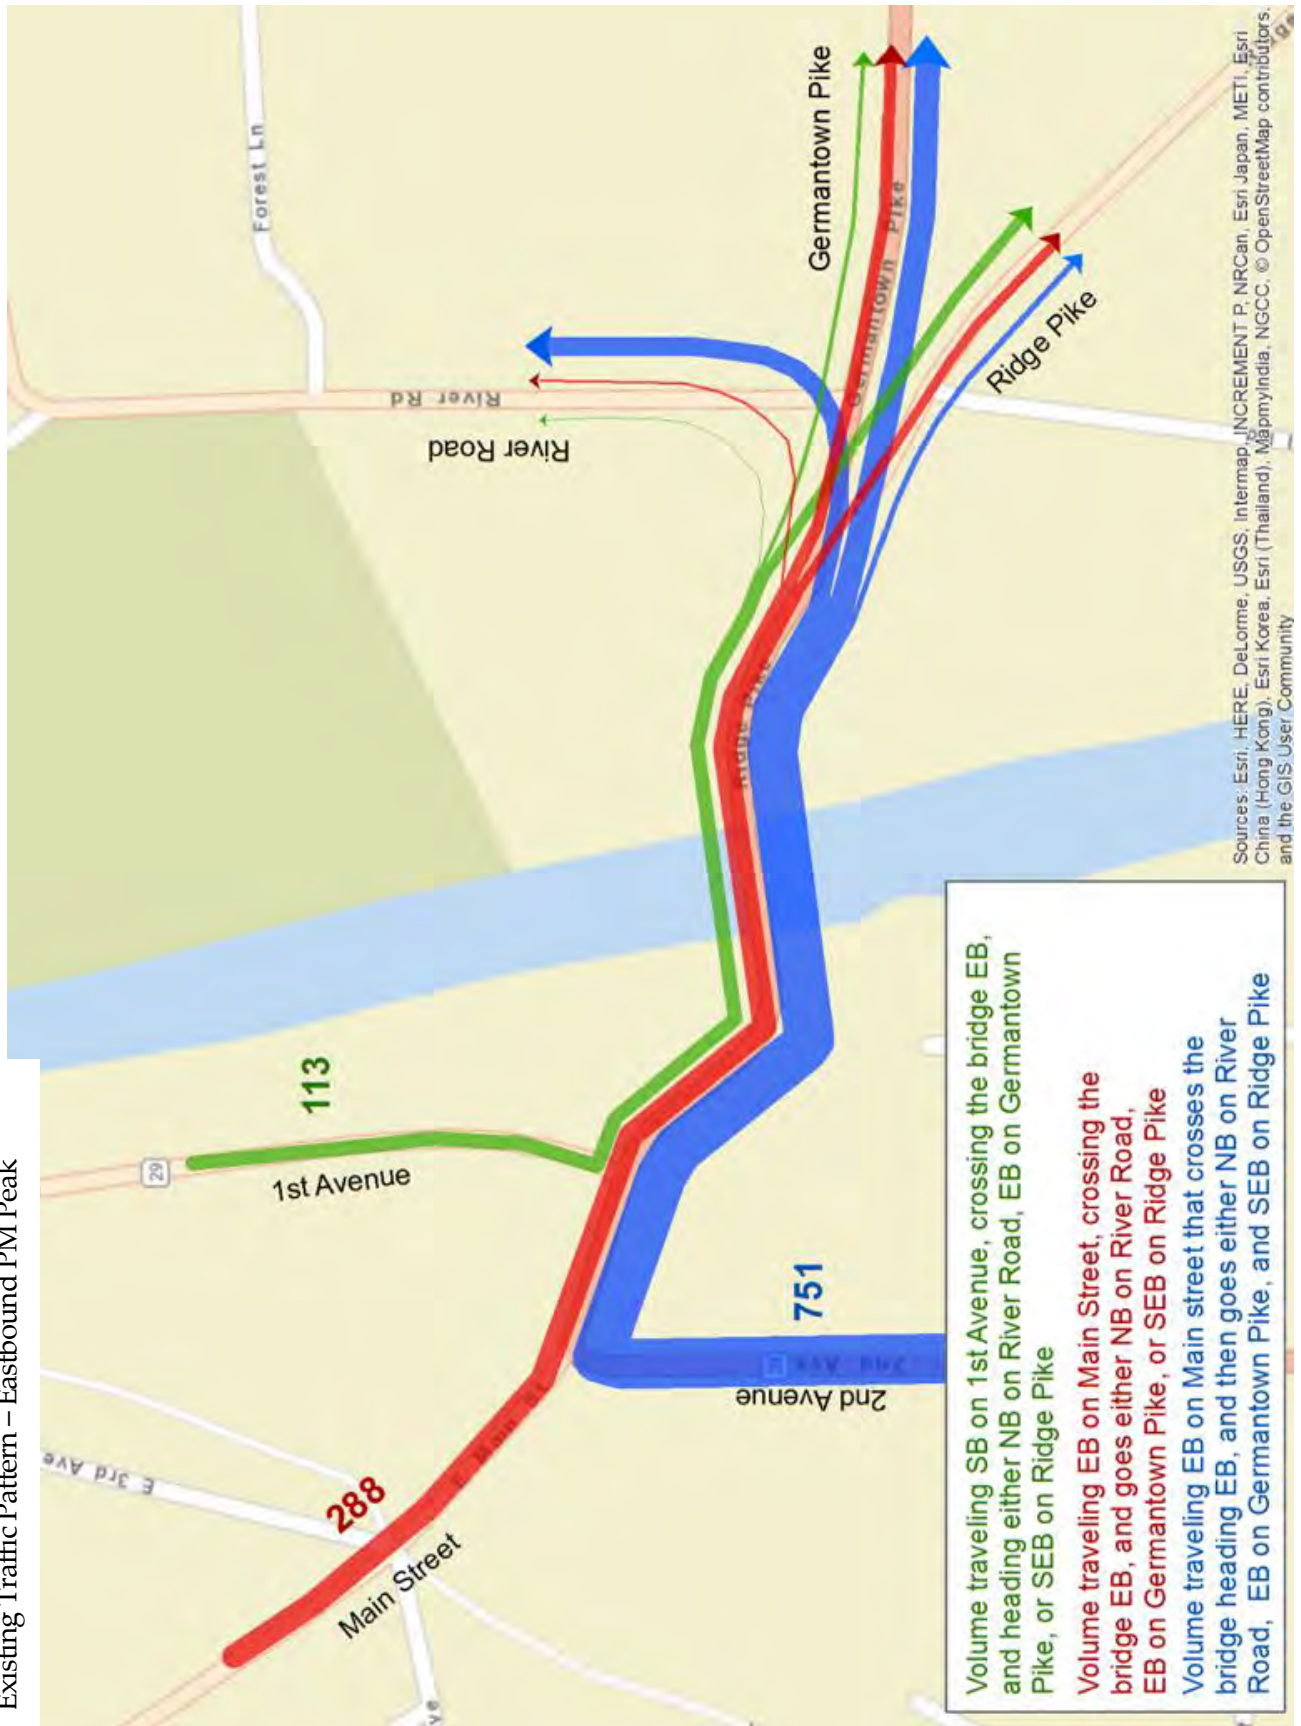 Existing Traffic Pattern – Eastbound PM Peak
Forest Ln
Germantown Pike
Germantown Pike
River Rd
River Road
Ridge Pike
Ridge Pike
29
1st Avenue
113
E 3rd Ave
288
Main Street
E Main St
2nd Avenue
2nd Ave
751
Volume traveling SB on 1st Avenue, crossing the bridge EB,
and heading either NB on River Road, EB on Germantown
Pike, or SEB on Ridge Pike
Volume traveling EB on Main Street, crossing the
bridge EB, and goes either NB on River Road,
EB on Germantown Pike, or SEB on Ridge Pike
Volume traveling EB on Main street that crosses the
bridge heading EB, and then goes either NB on River
Road, EB on Germantown Pike, and SEB on Ridge Pike
Sources: Esri, HERE, DeLorme, USGS, Intermap, INCREMENT P, NRCan, Esri Japan, METI, Esri
China (Hong Kong), Esri Korea, Esri (Thailand), MapmyIndia, NGCC, © OpenStreetMap contributors,
and the GIS User Community